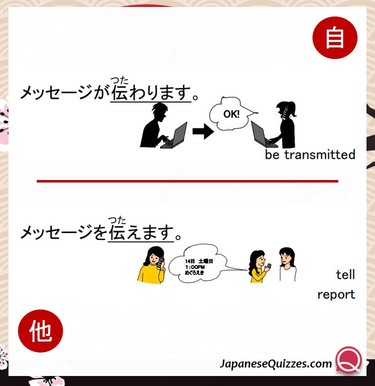 自
つた
メッセージが伝わります。
OK!
be transmitted
つた
メッセージを伝えます。
14日 土曜日
1:00PM
めぐろえき
tell
report
他
JapaneseQuizzes.com